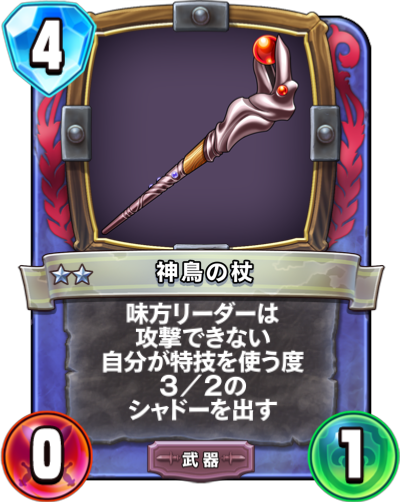 4
神鳥の杖
味方リーダーは
攻撃できない
自分が特技を使う度
3／2の
シャドーを出す
0
武器
1